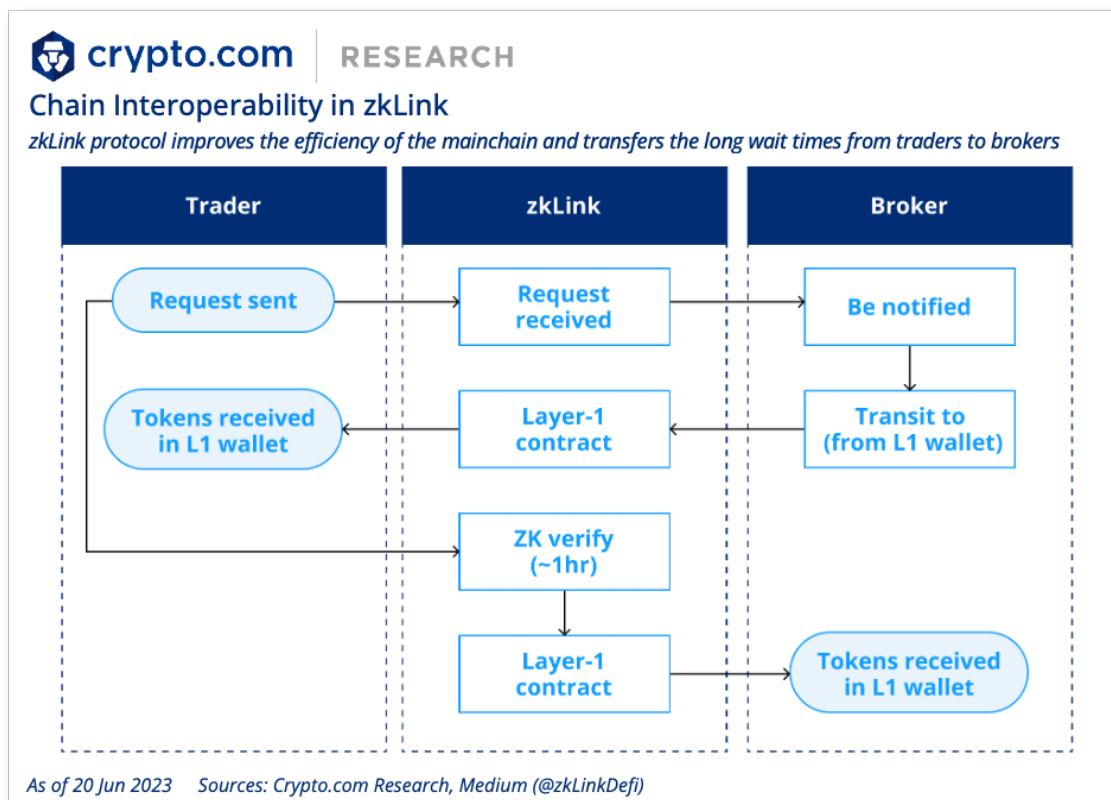 crypto.com | RESEARCH
Chain Interoperability in zkLink
zkLink protocol improves the efficiency of the mainchain and transfers the long wait times from traders to brokers
Trader
zkLink
Broker
Request sent
Request
received
Be notified
Tokens received
in L1 wallet
Layer-1
contract
Transit to
(from L1 wallet)
ZK verify
(~1hr)
Layer-1
contract
Tokens received
in L1 wallet
As of 20 Jun 2023 Sources: Crypto.com Research, Medium (@zkLinkDefi)